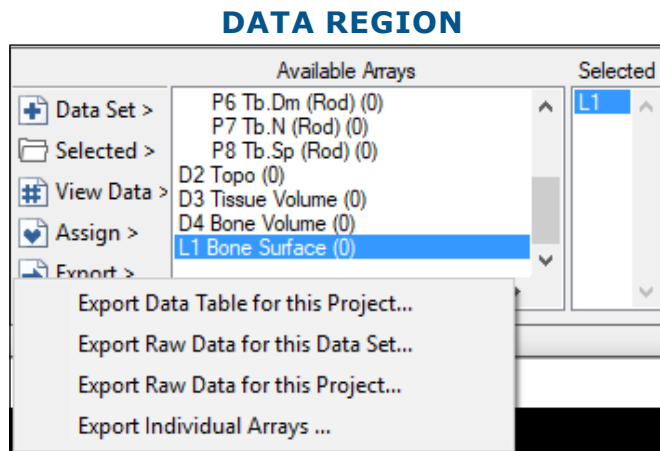 DATA REGION
Available Arrays
Selected
Data Set >
Selected >
View Data >
Assign >
Export >
P6 Tb.Dm (Rod) (0)
P7 Tb.N (Rod) (0)
P8 Tb.Sp (Rod) (0)
D2 Topo (0)
D3 Tissue Volume (0)
D4 Bone Volume (0)
L1 Bone Surface (0)
L1
Export Data Table for this Project...
Export Raw Data for this Data Set...
Export Raw Data for this Project...
Export Individual Arrays ...